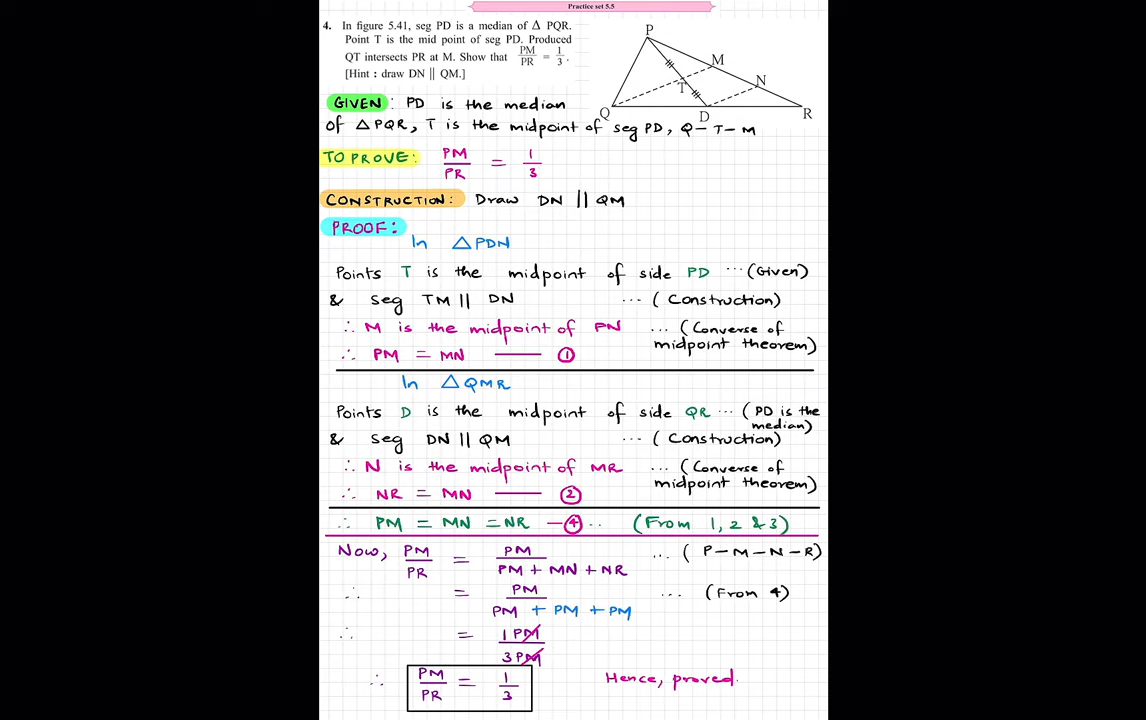 Practice set 5.5
4. In figure 5.41, seg PD is a median of Δ PQR.
Point T is the mid point of seg PD. Produced
QT intersects PR at M. Show that PM/PR = 1/3.
[Hint : draw DN || QM.]
P
M
N
T
Q
D
R
GIVEN: PD is the median
of △PQR, T is the midpoint of seg PD, Q-T-M
TO PROVE: PM/PR = 1/3
CONSTRUCTION: Draw DN || QM
PROOF:
In △PDN
Points T is the midpoint of side PD ...(Given)
& seg TM || DN ... (Construction)
∴ M is the midpoint of PN ... (Converse of
midpoint theorem)
∴ PM = MN —— ①
In △QMR
Points D is the midpoint of side QR ... (PD is the
median)
& seg DN || QM ... (Construction)
∴ N is the midpoint of MR ... (Converse of
midpoint theorem)
∴ NR = MN —— ②
∴ PM = MN = NR —④ .. (From 1, 2 & 3)
Now, PM/PR = PM/PM + MN + NR ... (P-M-N-R)
∴ = PM/PM + PM + PM ... (From 4)
∴ = 1PM/3PM
∴ PM/PR = 1/3 Hence, proved.